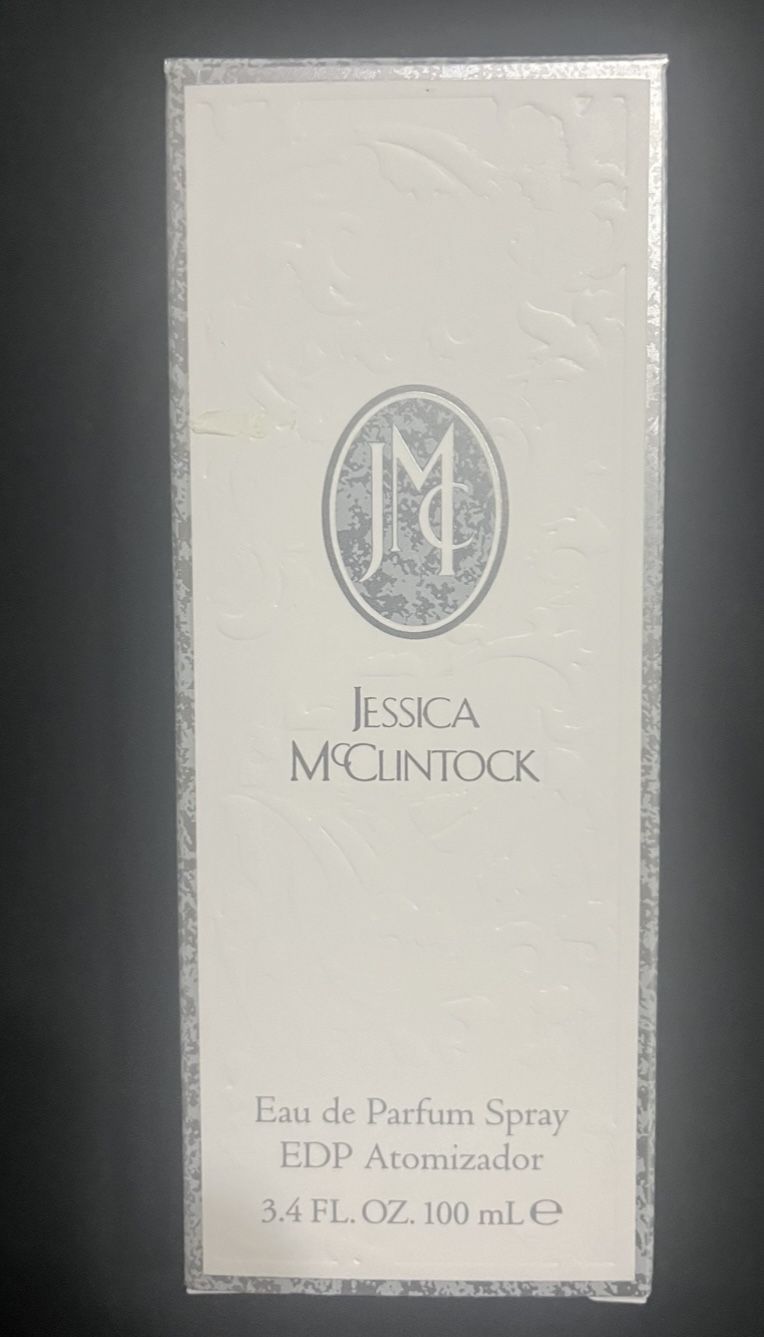 JMC
JESSICA
McCLINTOCK
Eau de Parfum Spray
EDP Atomizador
3.4 FL. OZ. 100 mL ℮